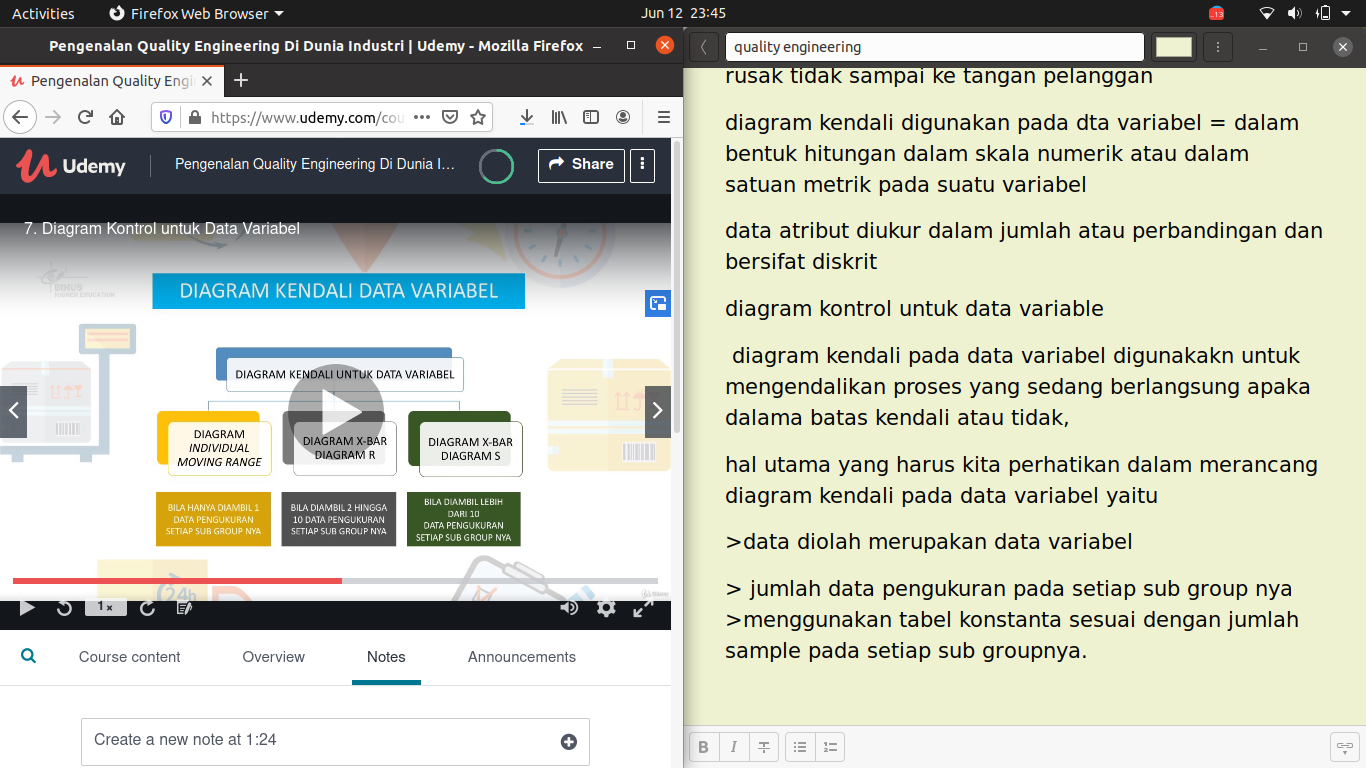 Activities
Firefox Web Browser
Jun 12 23:45
13
Pengenalan Quality Engineering Di Dunia Industri | Udemy - Mozilla Firefox
Pengenalan Quality Engi
https://www.udemy.com/cou
Udemy
Pengenalan Quality Engineering Di Dunia I...
Share
7. Diagram Kontrol untuk Data Variabel
BINUS
HIGHER EDUCATION
DIAGRAM KENDALI DATA VARIABEL
DIAGRAM KENDALI UNTUK DATA VARIABEL
DIAGRAM
INDIVIDUAL
MOVING RANGE
DIAGRAM X-BAR
DIAGRAM R
DIAGRAM X-BAR
DIAGRAM S
BILA HANYA DIAMBIL 1
DATA PENGUKURAN
SETIAP SUB GROUP NYA
BILA DIAMBIL 2 HINGGA
10 DATA PENGUKURAN
SETIAP SUB GROUP NYA
BILA DIAMBIL LEBIH
DARI 10
DATA PENGUKURAN
SETIAP SUB GROUP NYA
24h
1 x
Course content
Overview
Notes
Announcements
Create a new note at 1:24
quality engineering
rusak tidak sampai ke tangan pelanggan
diagram kendali digunakan pada dta variabel = dalam
bentuk hitungan dalam skala numerik atau dalam
satuan metrik pada suatu variabel
data atribut diukur dalam jumlah atau perbandingan dan
bersifat diskrit
diagram kontrol untuk data variable
diagram kendali pada data variabel digunakakn untuk
mengendalikan proses yang sedang berlangsung apaka
dalama batas kendali atau tidak,
hal utama yang harus kita perhatikan dalam merancang
diagram kendali pada data variabel yaitu
>data diolah merupakan data variabel
> jumlah data pengukuran pada setiap sub group nya
>menggunakan tabel konstanta sesuai dengan jumlah
sample pada setiap sub groupnya.
B I T